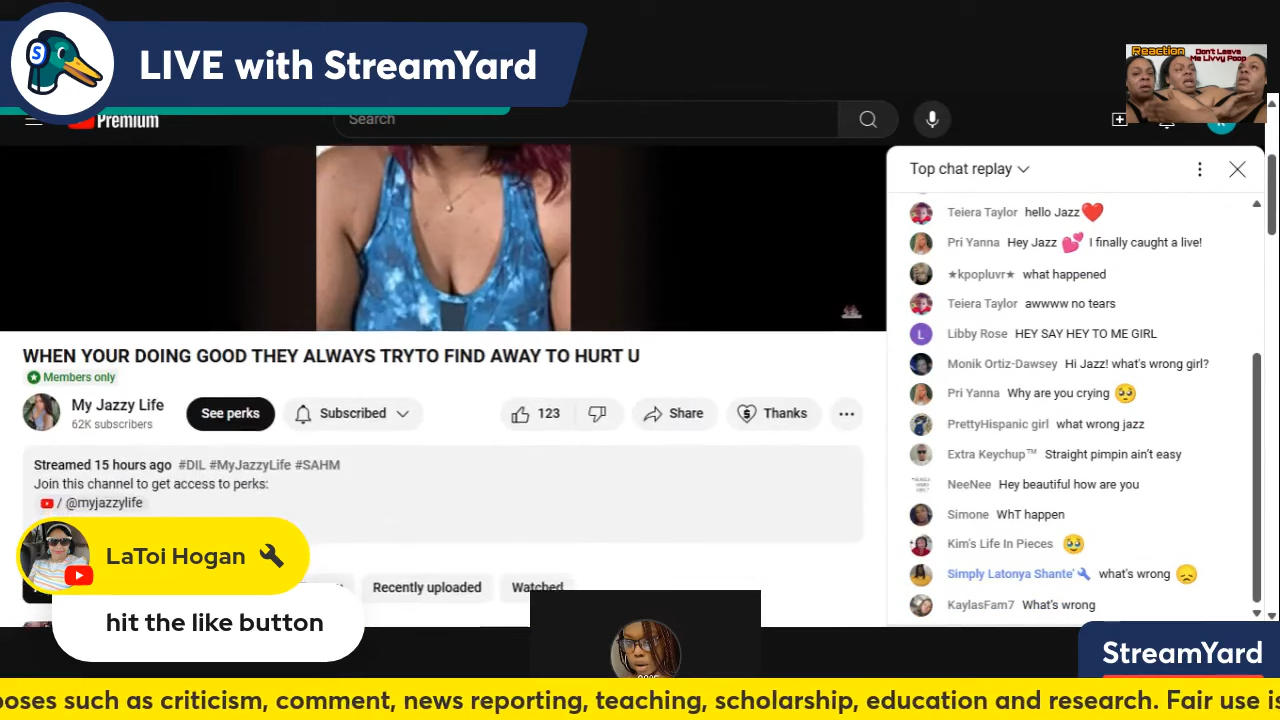 LIVE with StreamYard
Reaction
Don't Leave
Me Livvy Poop
Premium
Search
Top chat replay
Teiera Taylor hello Jazz❤️
Pri Yanna Hey Jazz 💕 I finally caught a live!
★kpopluvr★ what happened
Teiera Taylor awwww no tears
L Libby Rose HEY SAY HEY TO ME GIRL
Monik Ortiz-Dawsey Hi Jazz! what's wrong girl?
Pri Yanna Why are you crying 🥺
PrettyHispanic girl what wrong jazz
Extra Keychup™ Straight pimpin ain't easy
NeeNee Hey beautiful how are you
Simone WhT happen
Kim's Life In Pieces 🥹
Simply Latonya Shante' what's wrong 😞
KaylasFam7 What's wrong
WHEN YOUR DOING GOOD THEY ALWAYS TRYTO FIND AWAY TO HURT U
Members only
My Jazzy Life
62K subscribers
See perks
Subscribed
123
Share
Thanks
Streamed 15 hours ago #DIL #MyJazzyLife #SAHM
Join this channel to get access to perks:
/ @myjazzylife
Recently uploaded
Watched
LaToi Hogan
hit the like button
StreamYard
poses such as criticism, comment, news reporting, teaching, scholarship, education and research. Fair use is